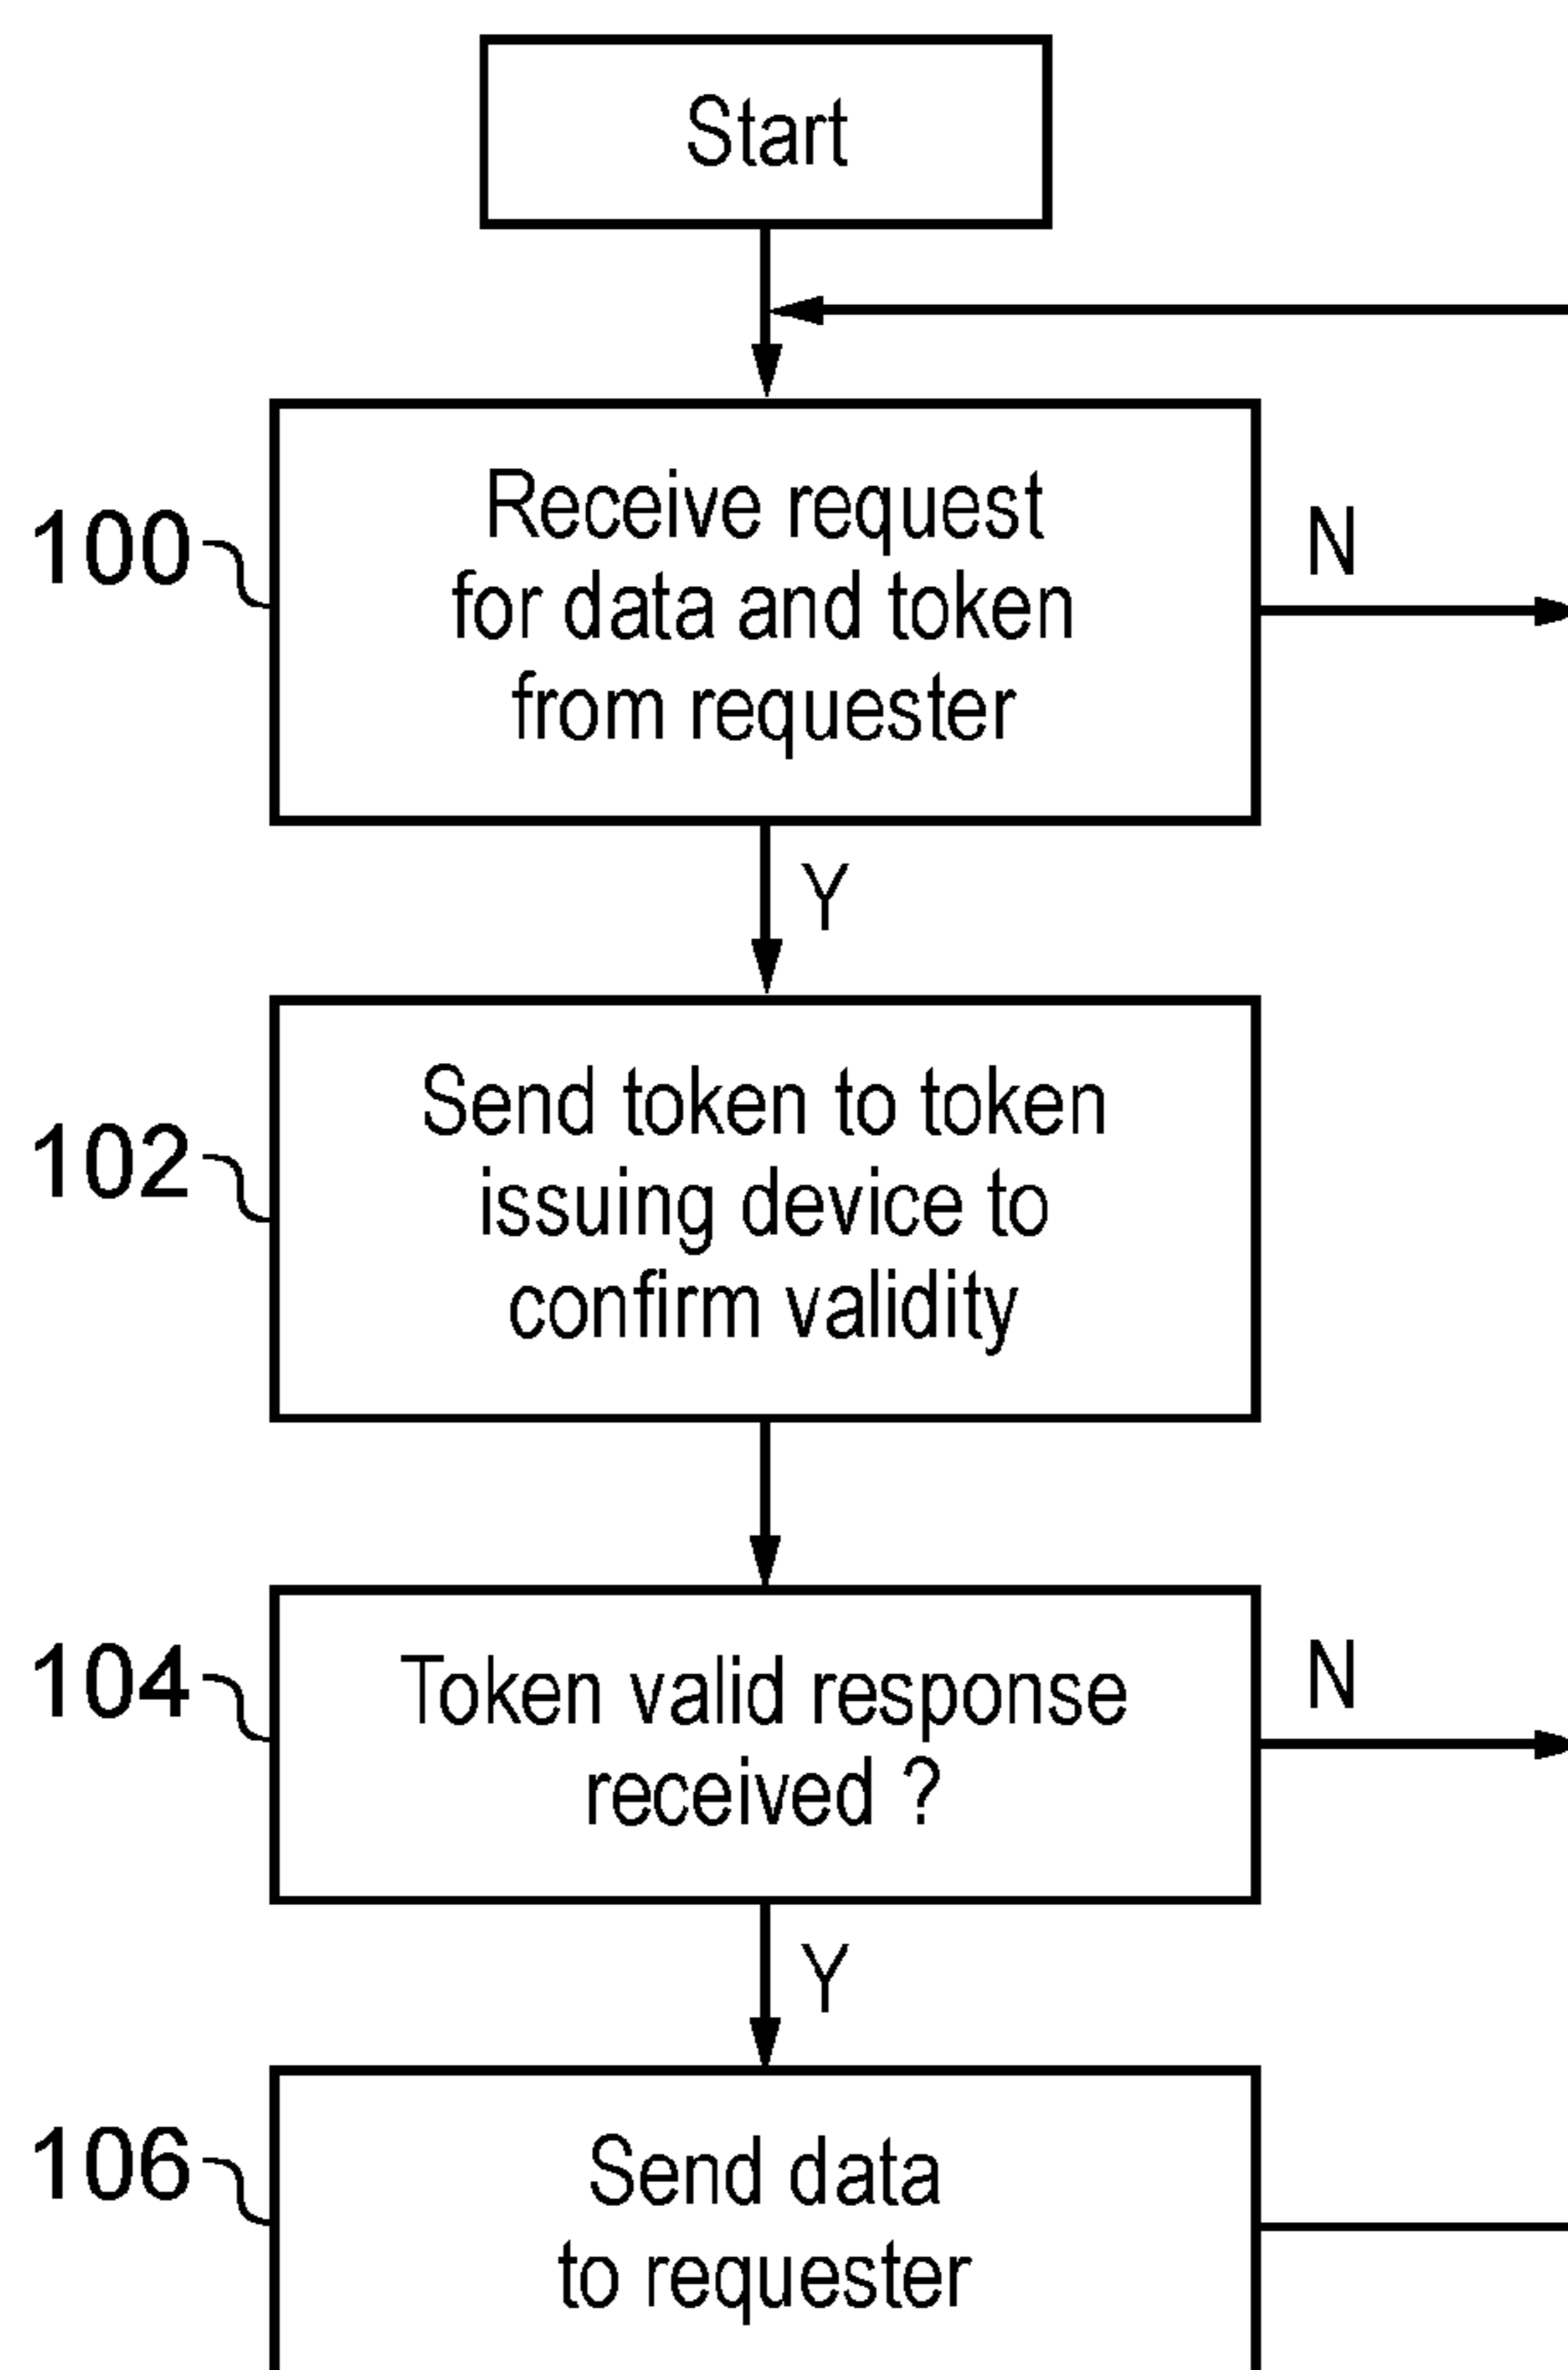 Start
Receive request
for data and token
from requester
100
N
Y
Send token to token
issuing device to
confirm validity
102
Token valid response
received ?
104
N
Y
Send data
to requester
106